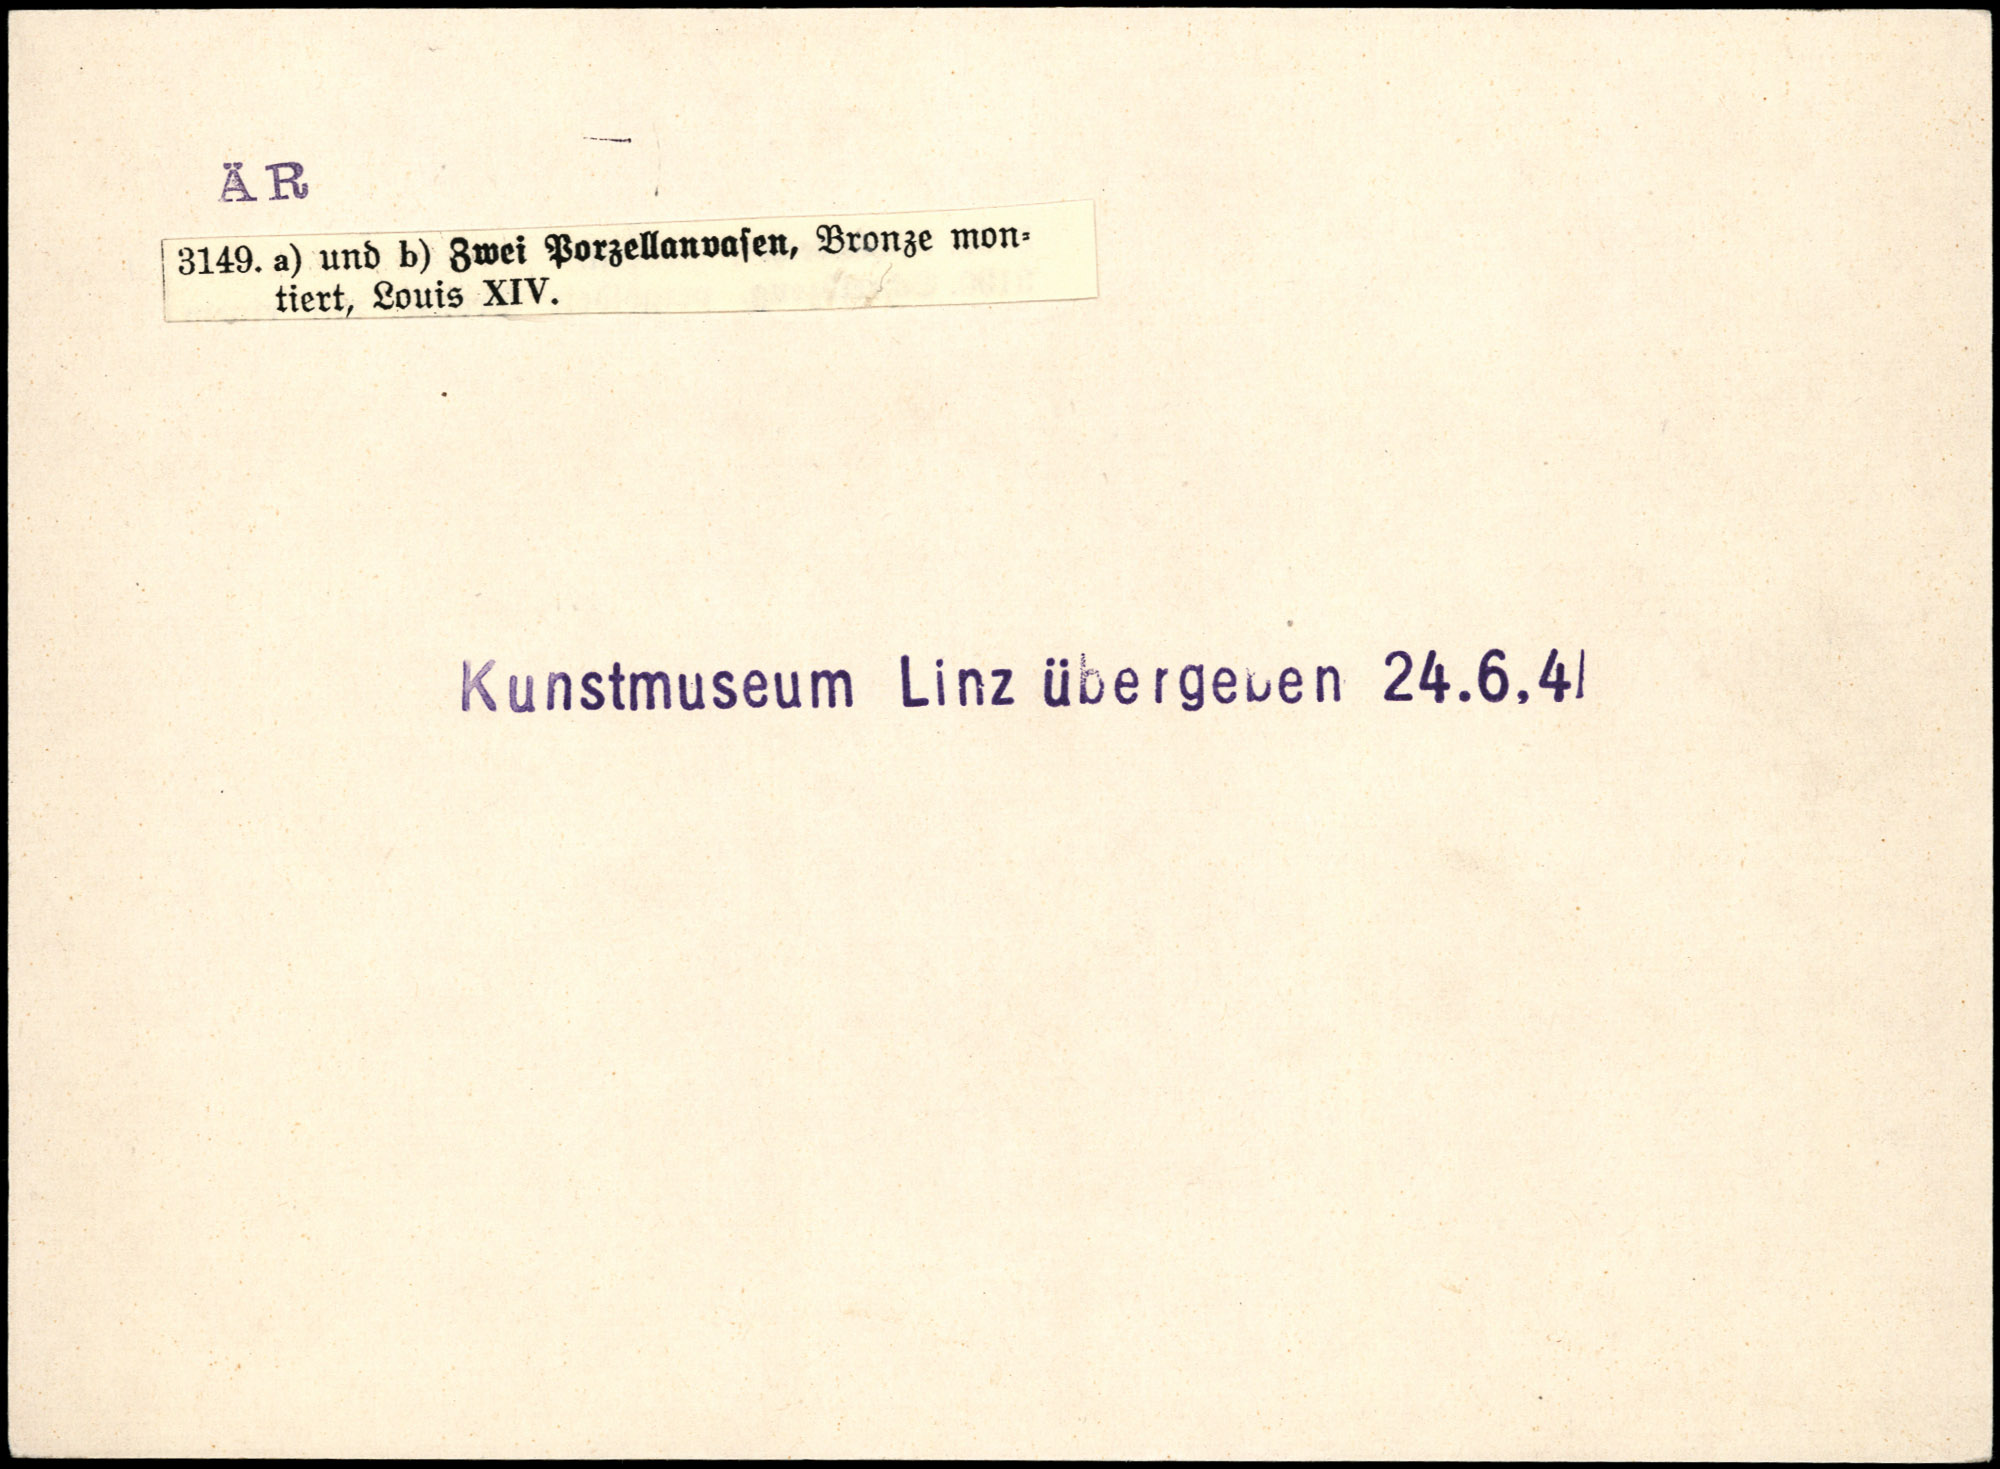 ÄR
3149. a) und b) Zwei Porzellanvasen, Bronze mon-
tiert, Louis XIV.
Kunstmuseum Linz übergeben 24.6.41